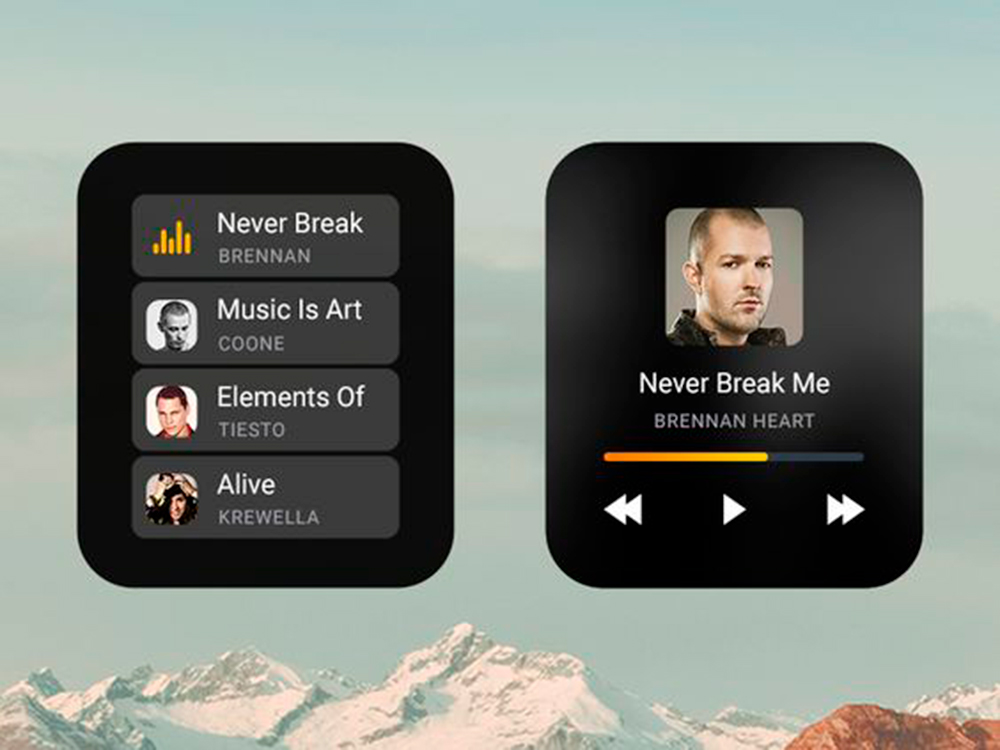 Never Break
BRENNAN
Music Is Art
COONE
Elements Of
TIESTO
Alive
KREWELLA
Never Break Me
BRENNAN HEART